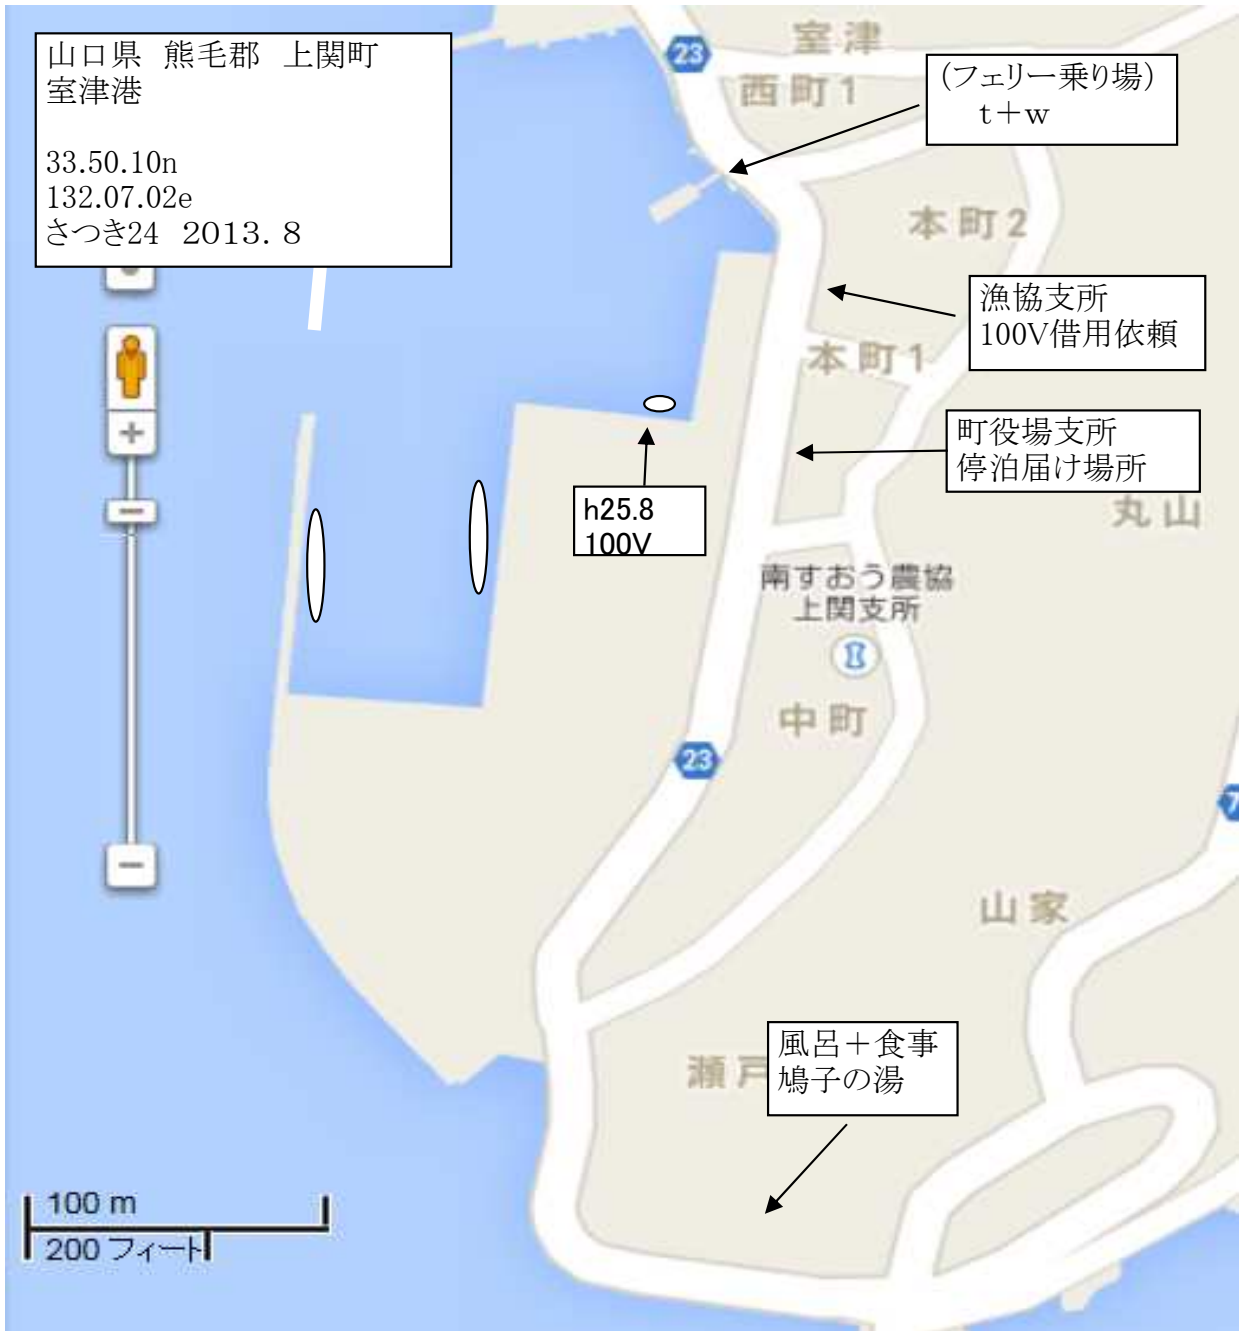 山口県 熊毛郡 上関町
室津港
33.50.10n
132.07.02e
さつき24 2013.8
23
室津
西町1
(フェリー乗り場)
t+w
本町2
漁協支所
100V借用依頼
本町1
町役場支所
停泊届け場所
h25.8
100V
丸山
南すおう農協
上関支所
中町
23
7
山家
風呂+食事
鳩子の湯
瀬戸
100 m
200 フィート